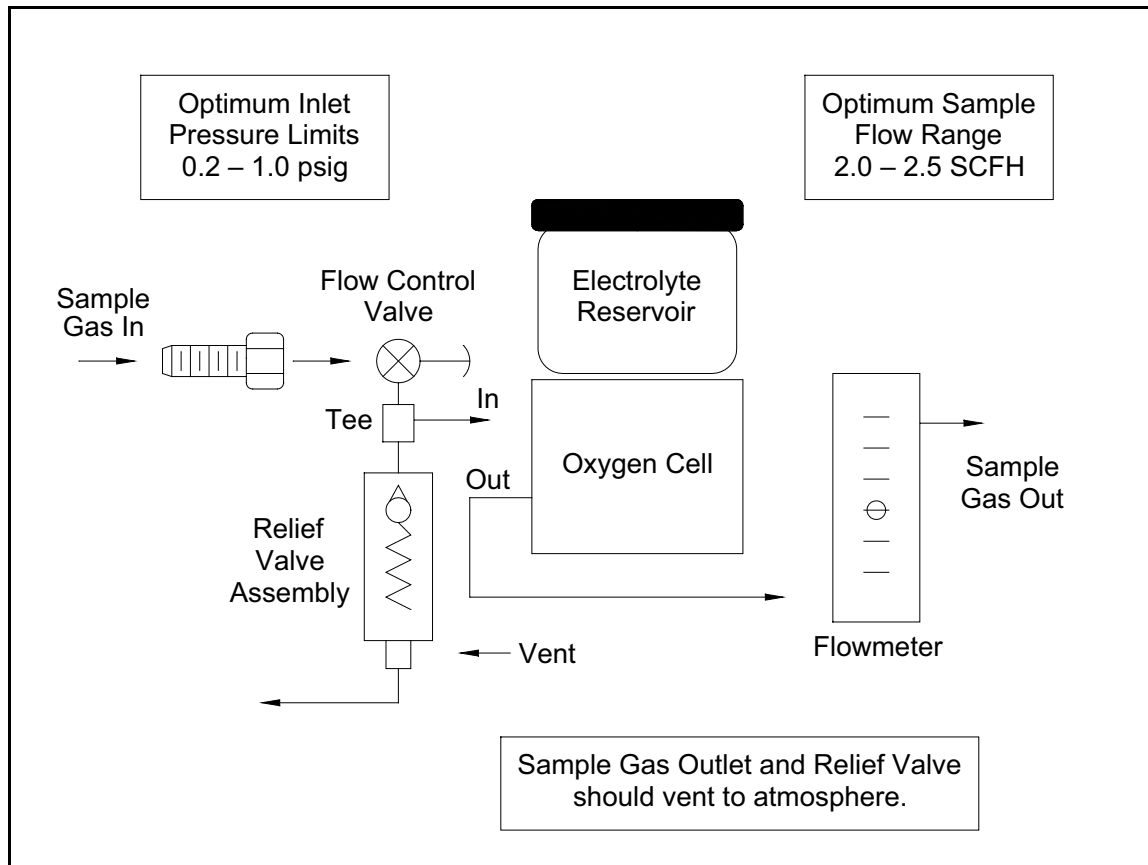 Optimum Inlet
Pressure Limits
0.2 – 1.0 psig
Optimum Sample
Flow Range
2.0 – 2.5 SCFH
Sample
Gas In
Flow Control
Valve
Electrolyte
Reservoir
Tee
In
Oxygen Cell
Out
Sample
Gas Out
Relief
Valve
Assembly
Vent
Flowmeter
Sample Gas Outlet and Relief Valve
should vent to atmosphere.